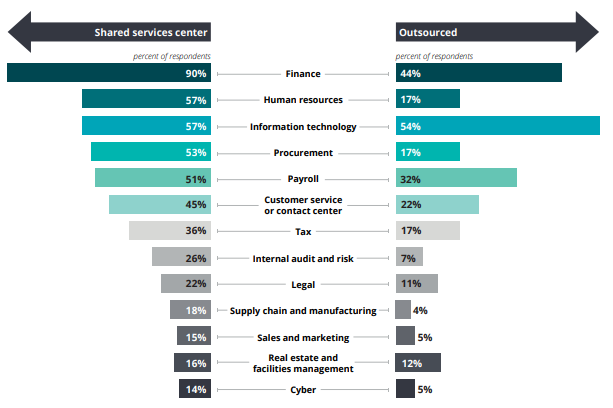 Shared services center Outsourced
percent of respondents percent of respondents
90% Finance 44%
57% Human resources 17%
57% Information technology 54%
53% Procurement 17%
51% Payroll 32%
45% Customer service
or contact center 22%
36% Tax 17%
26% Internal audit and risk 7%
22% Legal 11%
18% Supply chain and manufacturing 4%
15% Sales and marketing 5%
16% Real estate and
facilities management 12%
14% Cyber 5%